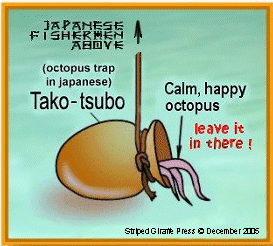 JAPANESE
FISHERMEN
ABOVE
(octopus trap
in japanese)
Tako-tsubo
Calm, happy
octopus
leave it
in there !
Striped Giraffe Press © December 2005